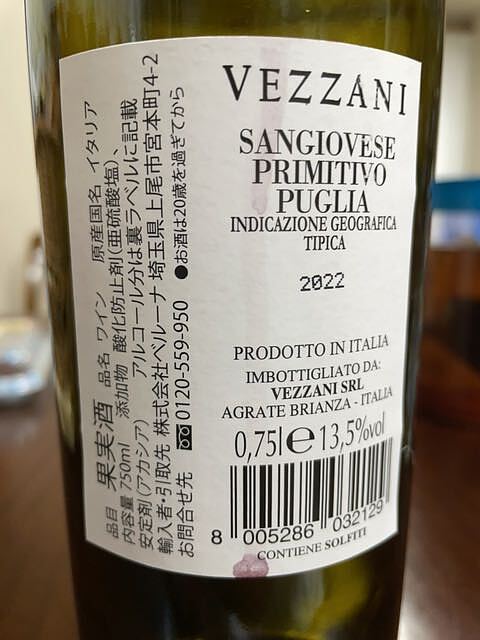 VEZZANI
SANGIOVESE
PRIMITIVO
PUGLIA
INDICAZIONE GEOGRAFICA
TIPICA
2022
PRODOTTO IN ITALIA
IMBOTTIGLIATO DA:
VEZZANI SRL
AGRATE BRIANZA - ITALIA
0,75l e 13,5%vol
8 005286 032129
CONTIENE SOLFITI
品目 果実酒 品名 ワイン 原産国名 イタリア
内容量 750ml 添加物 酸化防止剤(亜硫酸塩)、
安定剤(アカシア) アルコール分は裏ラベルに記載
輸入者・引取先 株式会社ベルーナ 埼玉県上尾市宮本町4-2
お問合せ先 0120-559-950 ●お酒は20歳を過ぎてから